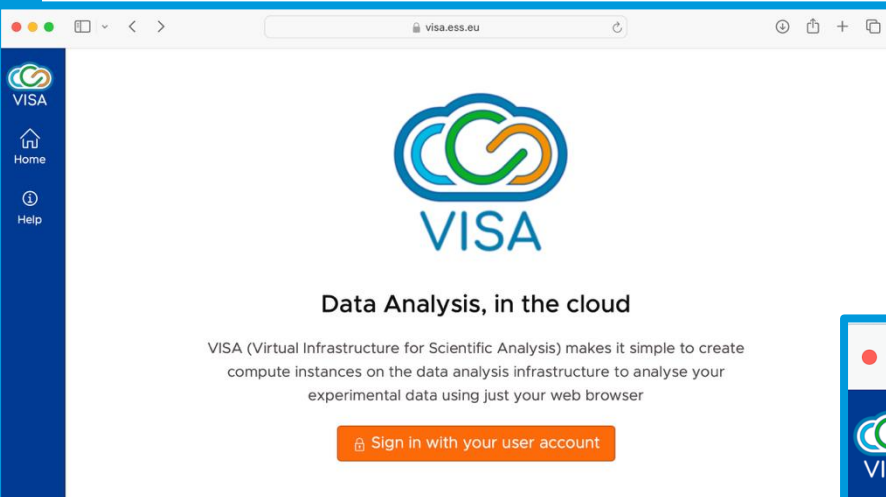 visa.ess.eu
VISA
Home
Help
VISA
Data Analysis, in the cloud
VISA (Virtual Infrastructure for Scientific Analysis) makes it simple to create
compute instances on the data analysis infrastructure to analyse your
experimental data using just your web browser
Sign in with your user account